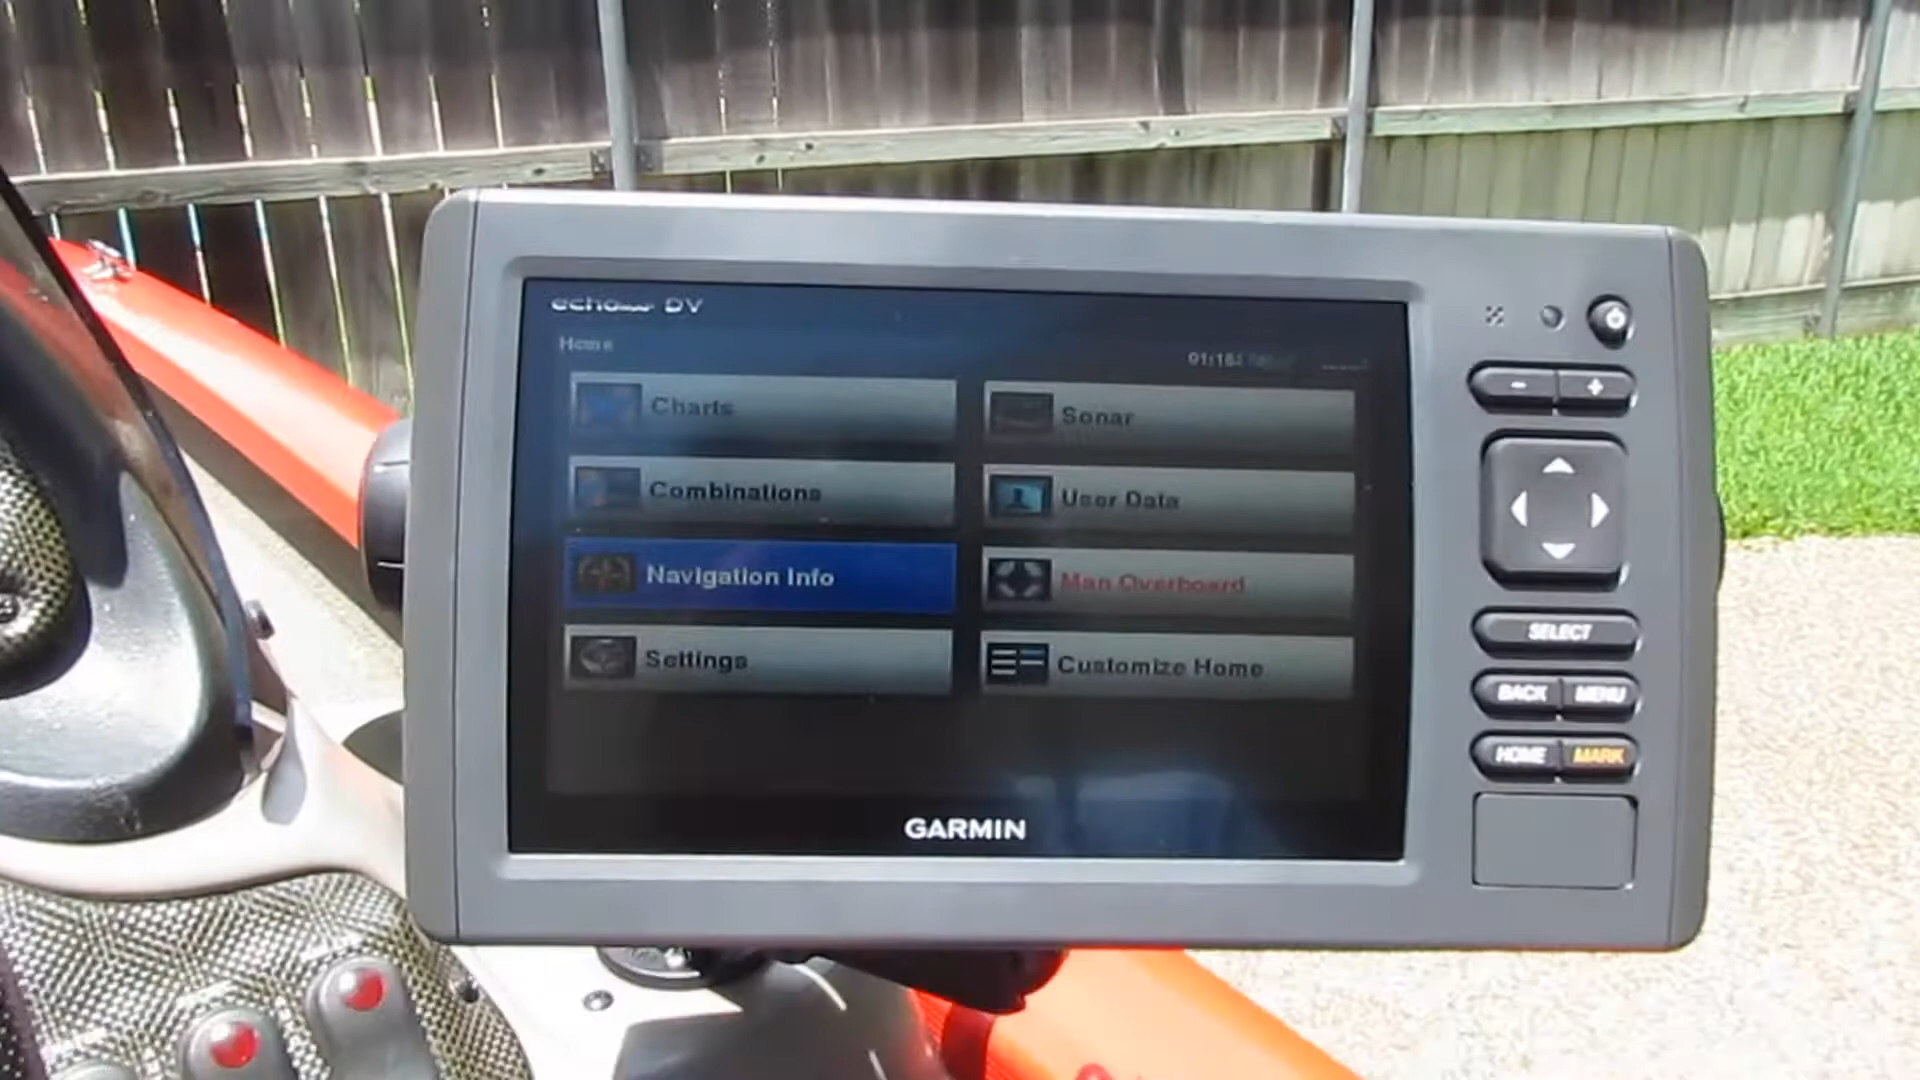 echo DV
Home
Charts
Sonar
Combinations
User Data
Navigation Info
Man Overboard
Settings
Customize Home
GARMIN
- +
SELECT
BACK MENU
HOME MARK